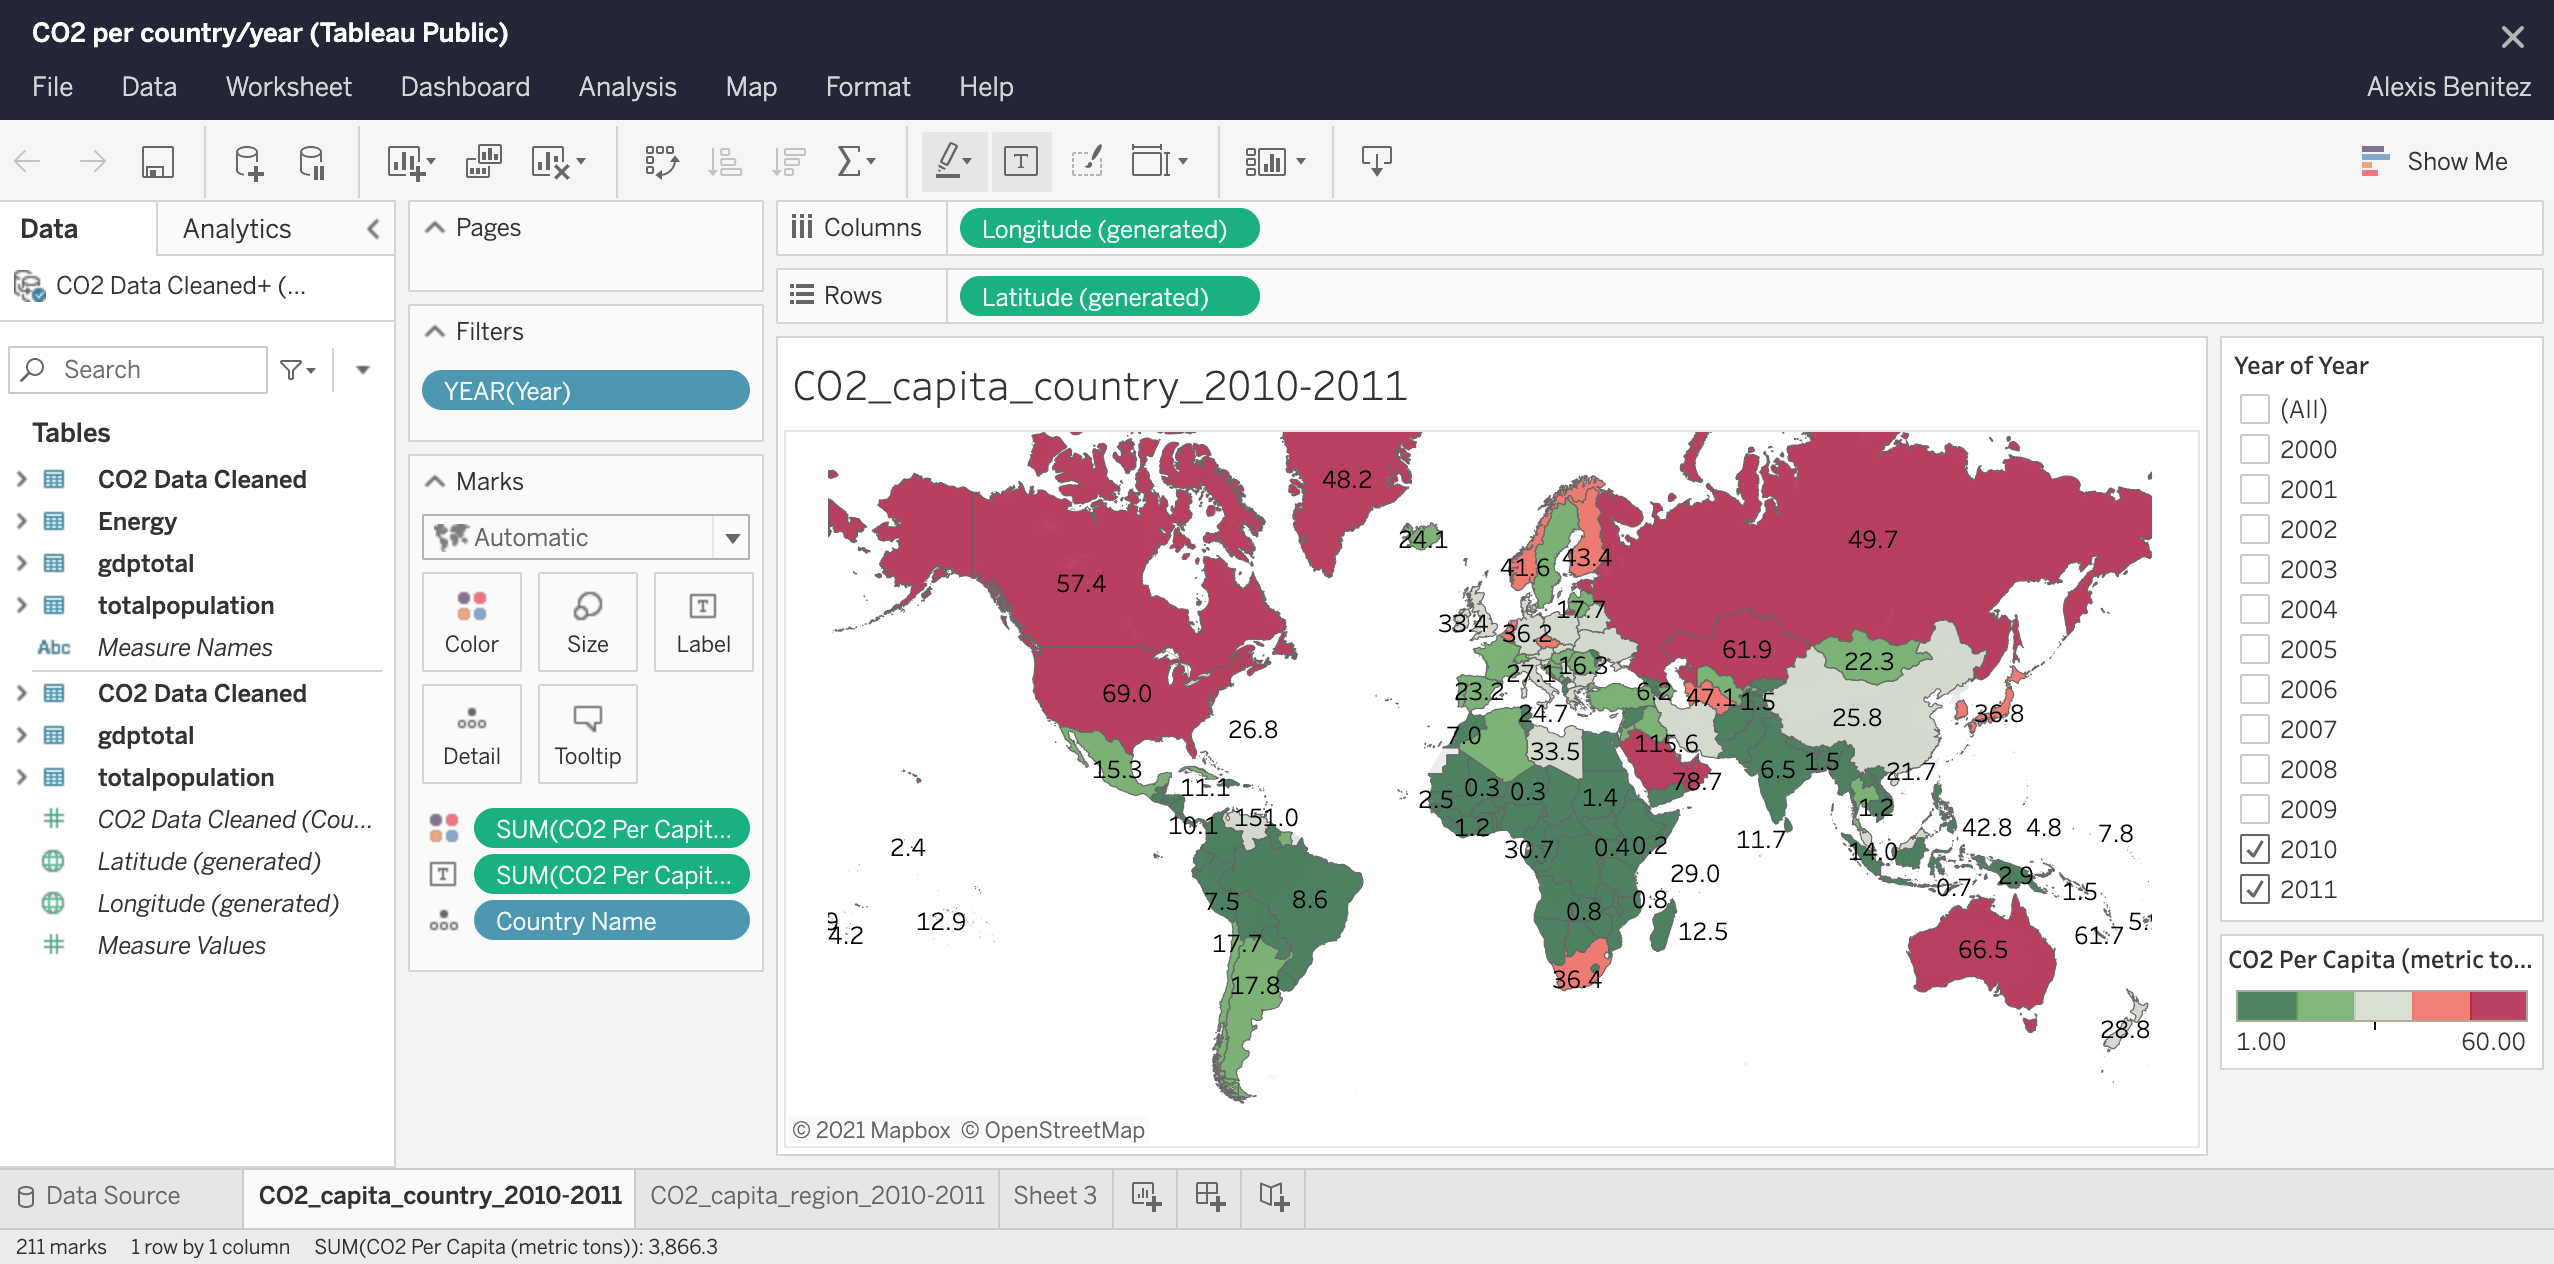 CO2 per country/year (Tableau Public)
File Data Worksheet Dashboard Analysis Map Format Help
Alexis Benitez
Show Me
Data Analytics
CO2 Data Cleaned+ (...
Search
Tables
CO2 Data Cleaned
Energy
gdptotal
totalpopulation
Abc Measure Names
CO2 Data Cleaned
gdptotal
totalpopulation
CO2 Data Cleaned (Cou...
Latitude (generated)
Longitude (generated)
Measure Values
Pages
Filters
YEAR(Year)
Marks
Automatic
Color Size Label
Detail Tooltip
SUM(CO2 Per Capit...
SUM(CO2 Per Capit...
Country Name
Columns Longitude (generated)
Rows Latitude (generated)
CO2_capita_country_2010-2011
48.2
24.1
49.7
41.6 43.4
57.4
17.7
33.4 36.2
61.9
22.3
27.1 16.3
69.0
23.2
6.2 47.1 1.5
24.7
25.8
36.8
26.8
7.0
33.5
115.6
15.3
78.7
6.5 1.5
21.7
11.1
0.3 0.3
2.5
1.4
1.2
151.0
10.1
1.2
42.8 4.8 7.8
2.4
30.7
0.4 0.2
11.7
14.0
29.0
2.9
0.7
1.5
7.5
8.6
0.8
0.8
12.9
4.2
12.5
61.7
17.7
66.5
36.4
17.8
28.8
© 2021 Mapbox © OpenStreetMap
Year of Year
(All)
2000
2001
2002
2003
2004
2005
2006
2007
2008
2009
2010
2011
CO2 Per Capita (metric to...
1.00 60.00
Data Source CO2_capita_country_2010-2011 CO2_capita_region_2010-2011 Sheet 3
211 marks 1 row by 1 column SUM(CO2 Per Capita (metric tons)): 3,866.3